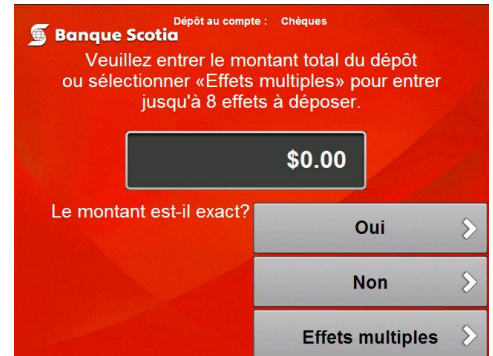 Dépôt au compte : Chèques
Banque Scotia
Veuillez entrer le montant total du dépôt
ou sélectionner «Effets multiples» pour entrer
jusqu'à 8 effets à déposer.
$0.00
Le montant est-il exact?
Oui
Non
Effets multiples